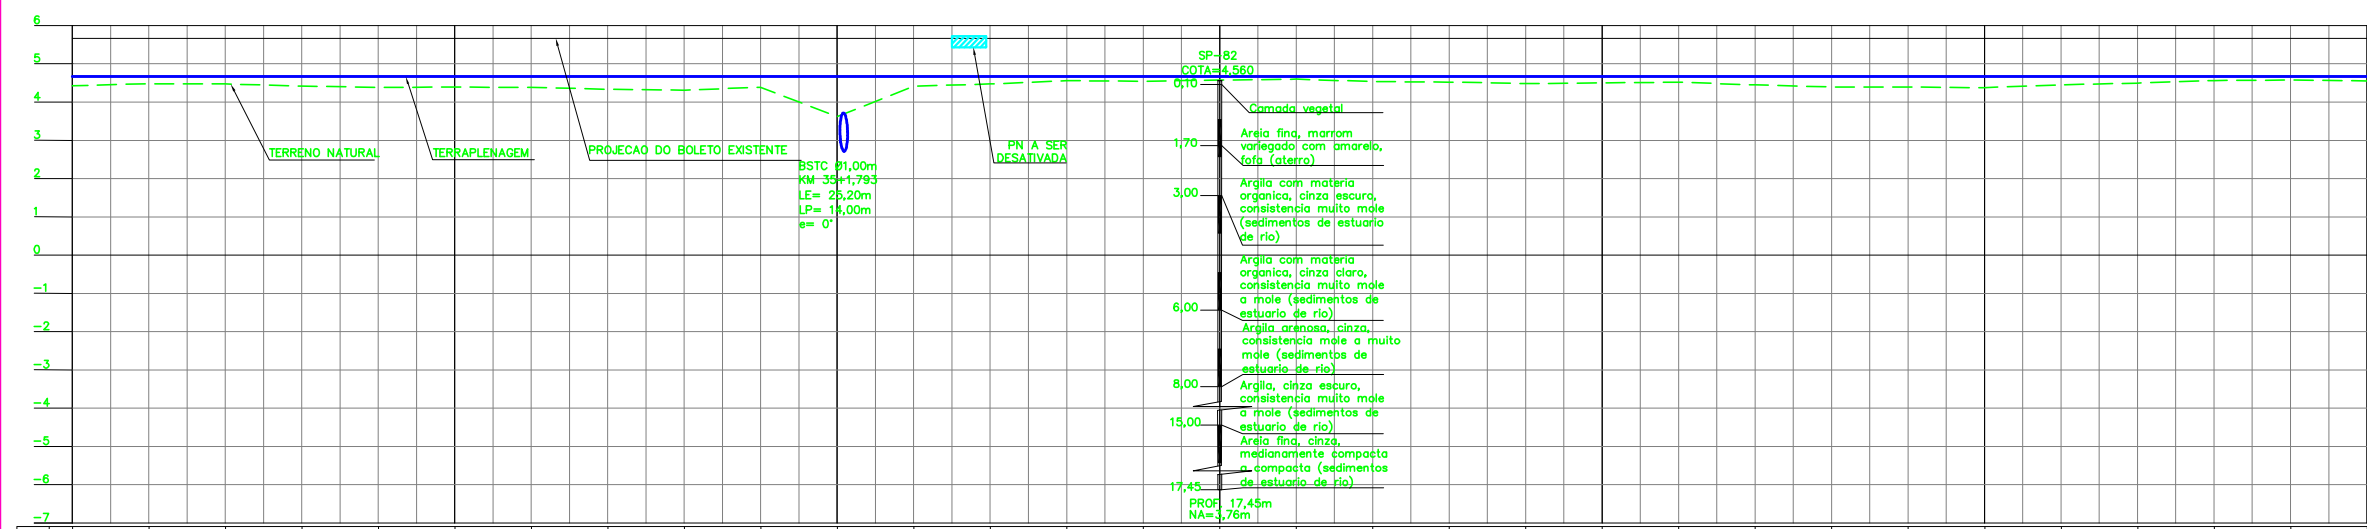 6
5
4
3
2
1
0
-1
-2
-3
-4
-5
-6
-7
TERRENO NATURAL
TERRAPLENAGEM
PROJECAO DO BOLETO EXISTENTE
BSTC Ø1,00m
KM 35+1,793
LE= 25,20m
LP= 14,00m
e= 0°
PN A SER
DESATIVADA
SP-82
COTA=4.560
0,10
Camada vegetal
1,70
Areia fina, marrom
variegado com amarelo,
fofa (aterro)
3,00
Argila com materia
organica, cinza escura,
consistencia muito mole
(sedimentos de estuario
de rio)
6,00
Argila com materia
organica, cinza claro,
consistencia muito mole
a mole (sedimentos de
estuario de rio)
8,00
Argila arenosa, cinza,
consistencia mole a muito
mole (sedimentos de
estuario de rio)
15,00
Argila, cinza escuro,
consistencia muito mole
a mole (sedimentos de
estuario de rio)
17,45
Areia fina, cinza,
medianamente compacta
a compacta (sedimentos
de estuario de rio)
PROF. 17,45m
NA=3,76m